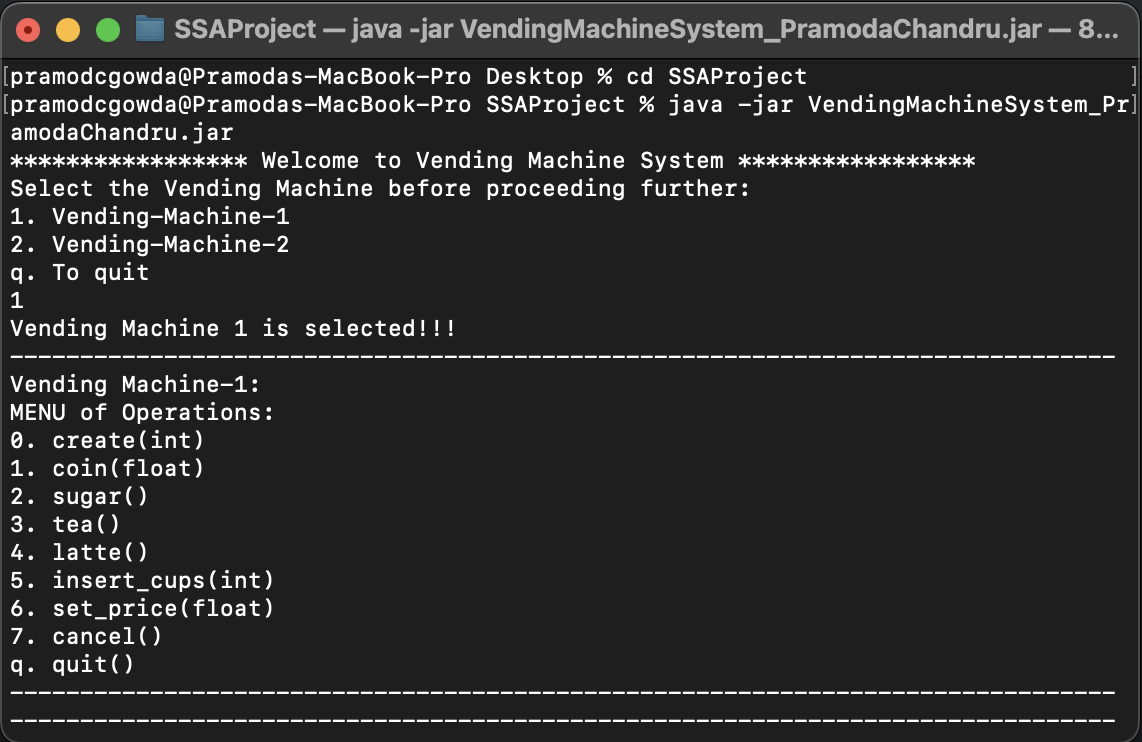 SSAProject — java -jar VendingMachineSystem_PramodaChandru.jar — 8...
[pramodcgowda@Pramodas-MacBook-Pro Desktop % cd SSAProject ]
[pramodcgowda@Pramodas-MacBook-Pro SSAProject % java -jar VendingMachineSystem_Pr]
amodaChandru.jar
***************** Welcome to Vending Machine System *****************
Select the Vending Machine before proceeding further:
1. Vending-Machine-1
2. Vending-Machine-2
q. To quit
1
Vending Machine 1 is selected!!!
-------------------------------------------------------------------------------
Vending Machine-1:
MENU of Operations:
0. create(int)
1. coin(float)
2. sugar()
3. tea()
4. latte()
5. insert_cups(int)
6. set_price(float)
7. cancel()
q. quit()
-------------------------------------------------------------------------------
-------------------------------------------------------------------------------